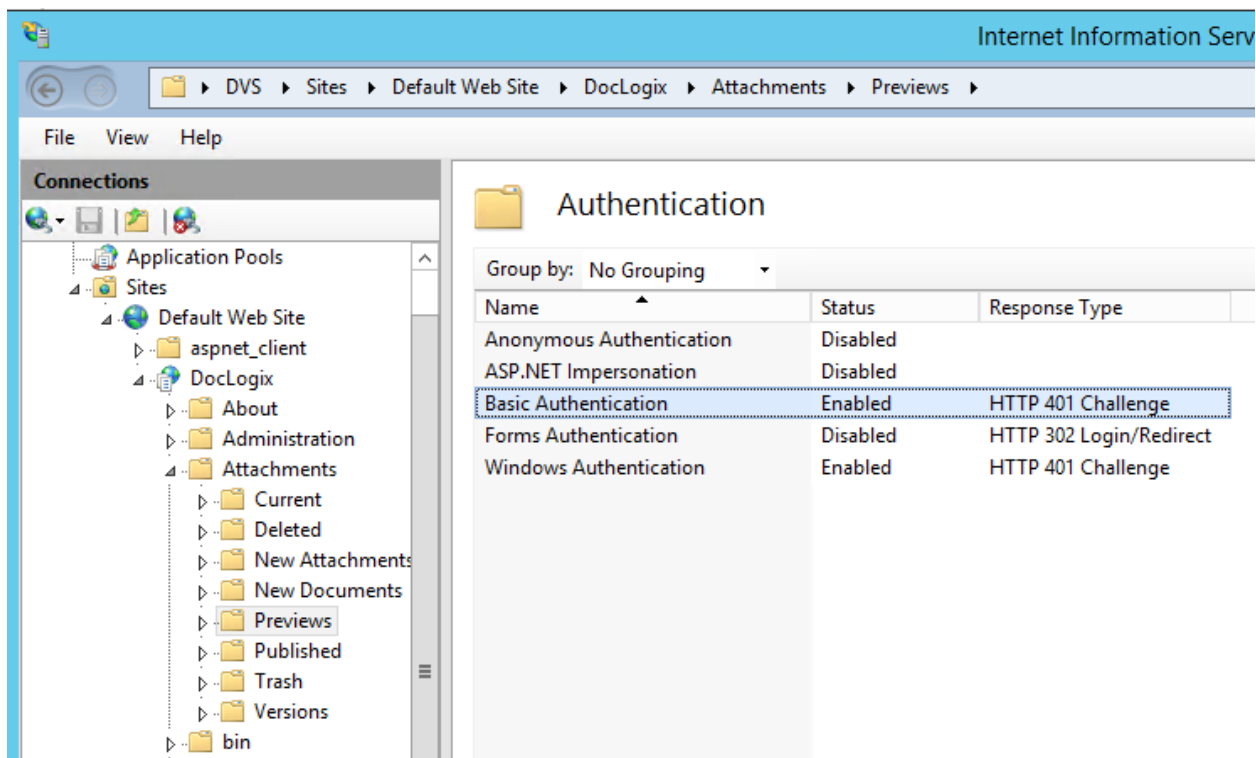 Internet Information Serv
DVS Sites Default Web Site DocLogix Attachments Previews
File View Help
Connections
Application Pools
Sites
Default Web Site
aspnet_client
DocLogix
About
Administration
Attachments
Current
Deleted
New Attachments
New Documents
Previews
Published
Trash
Versions
bin
Authentication
Group by: No Grouping
Name Status Response Type
Anonymous Authentication Disabled
ASP.NET Impersonation Disabled
Basic Authentication Enabled HTTP 401 Challenge
Forms Authentication Disabled HTTP 302 Login/Redirect
Windows Authentication Enabled HTTP 401 Challenge